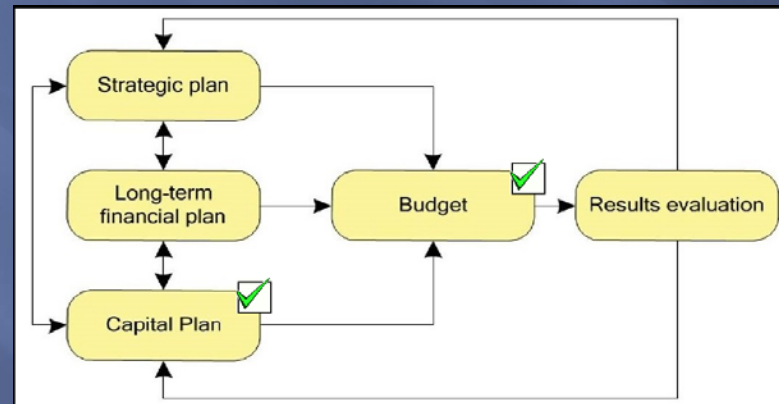 Strategic plan
Long-term
financial plan
Budget
Results evaluation
Capital Plan